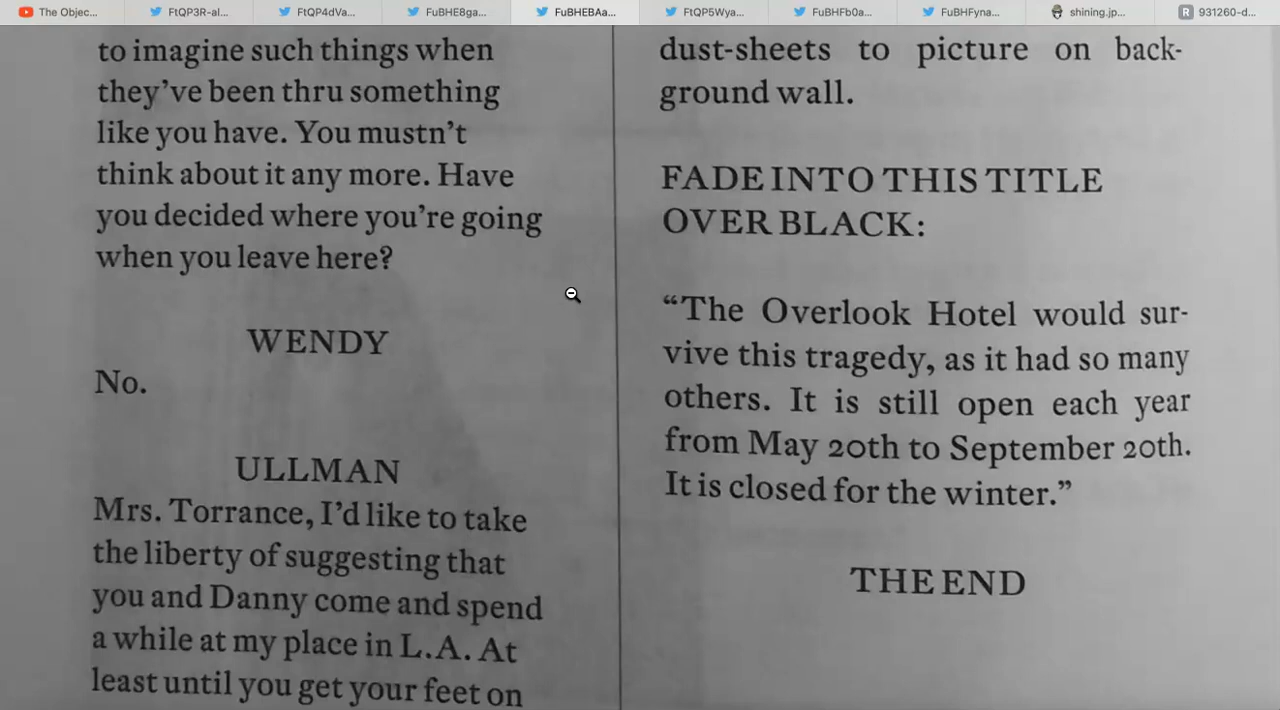 The Objec...
FtQP3R-al...
FtQP4dVa...
FuBHE8ga...
FuBHEBAa...
FtQP5Wya...
FuBHFb0a...
FuBHFyna...
shining.jp...
R 931260-d...
to imagine such things when
they've been thru something
like you have. You mustn't
think about it any more. Have
you decided where you're going
when you leave here?
WENDY
No.
ULLMAN
Mrs. Torrance, I'd like to take
the liberty of suggesting that
you and Danny come and spend
a while at my place in L.A. At
least until you get your feet on
dust-sheets to picture on back-
ground wall.
FADE INTO THIS TITLE
OVER BLACK:
“The Overlook Hotel would sur-
vive this tragedy, as it had so many
others. It is still open each year
from May 20th to September 20th.
It is closed for the winter.”
THE END